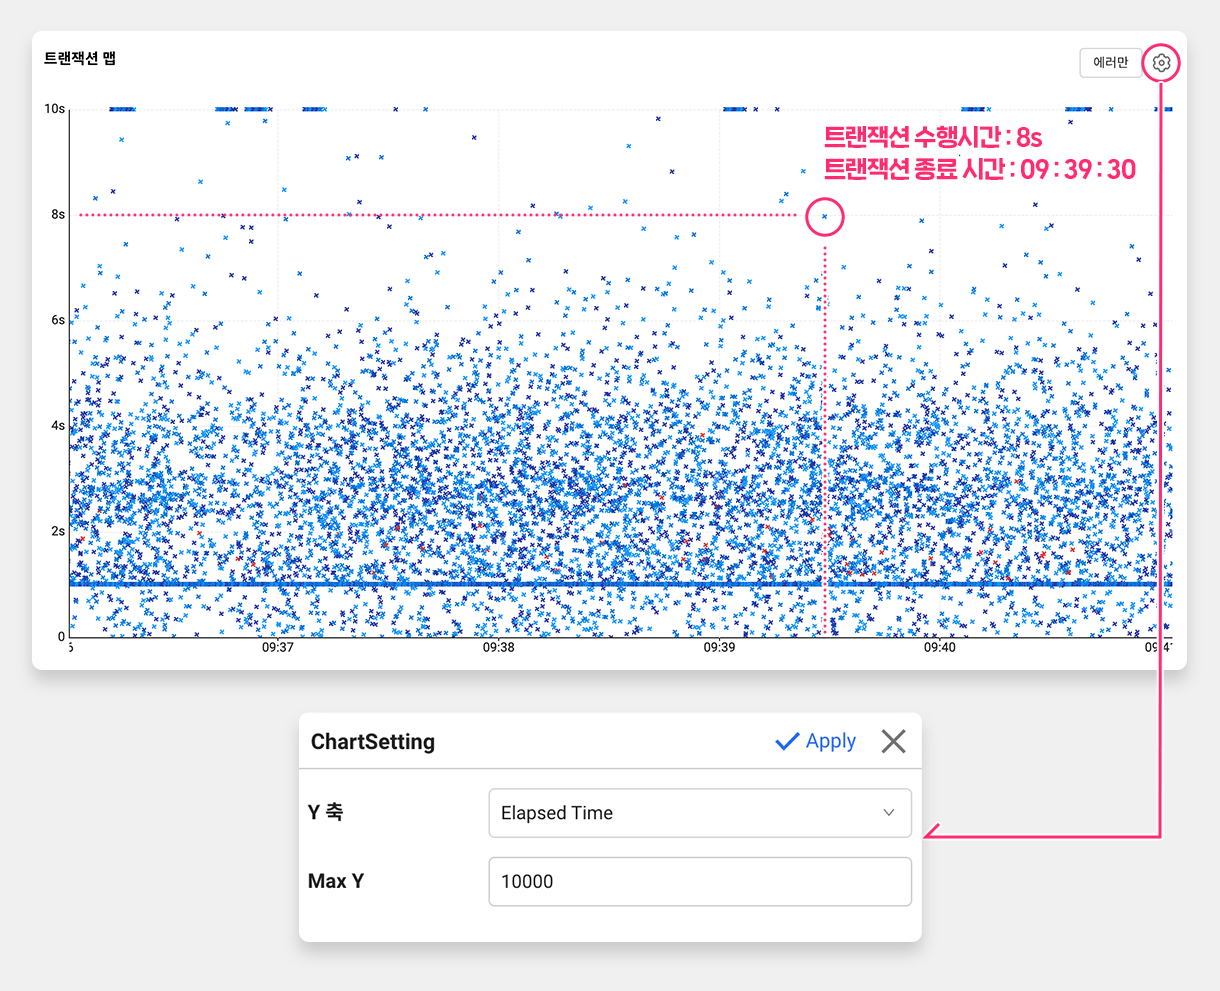 트랜잭션 맵
에러만
10s
트랜잭션 수행시간 : 8s
트랜잭션 종료 시간 : 09 : 39 : 30
8s
6s
4s
2s
0
09:37 09:38 09:39 09:40
ChartSetting
Apply
Y 축
Elapsed Time
Max Y
10000